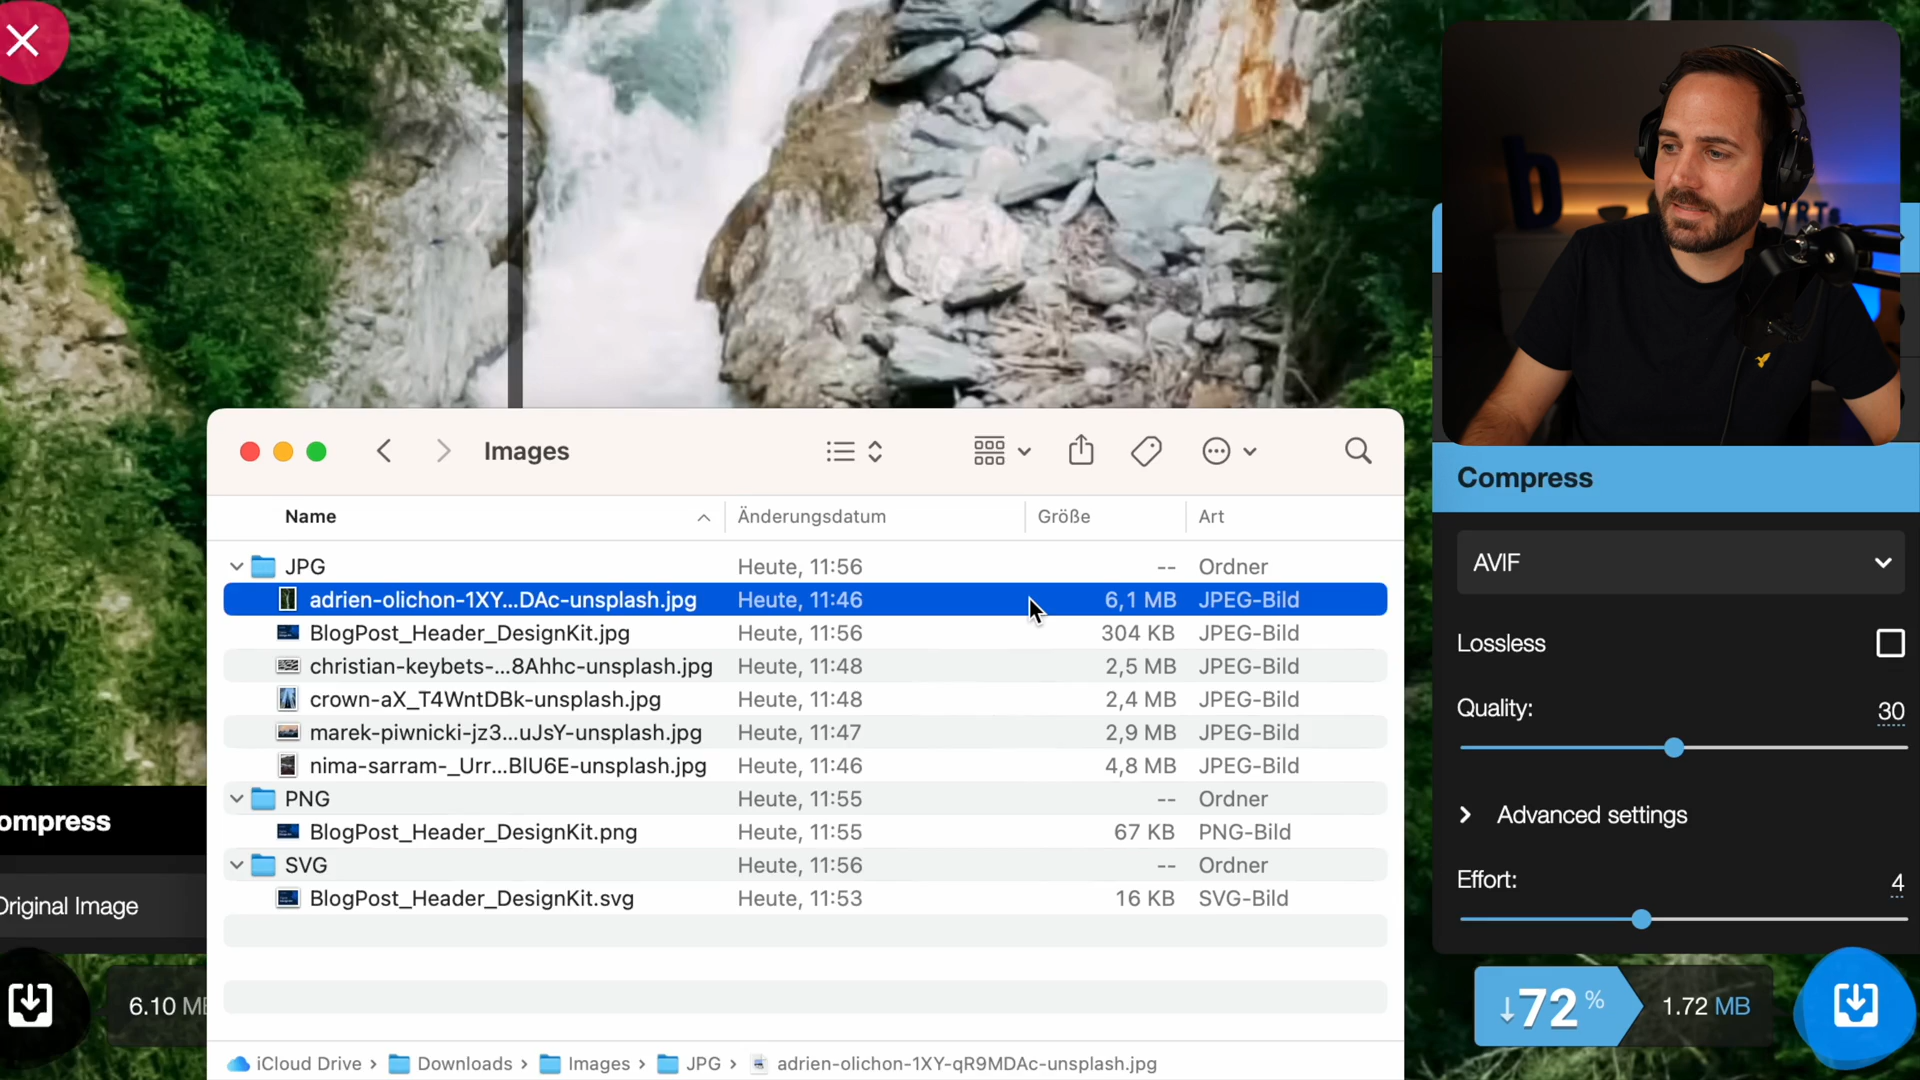 Images
Name Änderungsdatum Größe Art
JPG Heute, 11:56 -- Ordner
adrien-olichon-1XY...DAc-unsplash.jpg Heute, 11:46 6,1 MB JPEG-Bild
BlogPost_Header_DesignKit.jpg Heute, 11:56 304 KB JPEG-Bild
christian-keybets-...8Ahhc-unsplash.jpg Heute, 11:48 2,5 MB JPEG-Bild
crown-aX_T4WntDBk-unsplash.jpg Heute, 11:48 2,4 MB JPEG-Bild
marek-piwnicki-jz3...uJsY-unsplash.jpg Heute, 11:47 2,9 MB JPEG-Bild
nima-sarram-_Urr...BlU6E-unsplash.jpg Heute, 11:46 4,8 MB JPEG-Bild
PNG Heute, 11:55 -- Ordner
BlogPost_Header_DesignKit.png Heute, 11:55 67 KB PNG-Bild
SVG Heute, 11:56 -- Ordner
BlogPost_Header_DesignKit.svg Heute, 11:53 16 KB SVG-Bild
iCloud Drive › Downloads › Images › JPG › adrien-olichon-1XY-qR9MDAc-unsplash.jpg
ompress
Original Image
6.10 MB
b
Compress
AVIF
Lossless
Quality: 30
Advanced settings
Effort: 4
↓72 % 1.72 MB